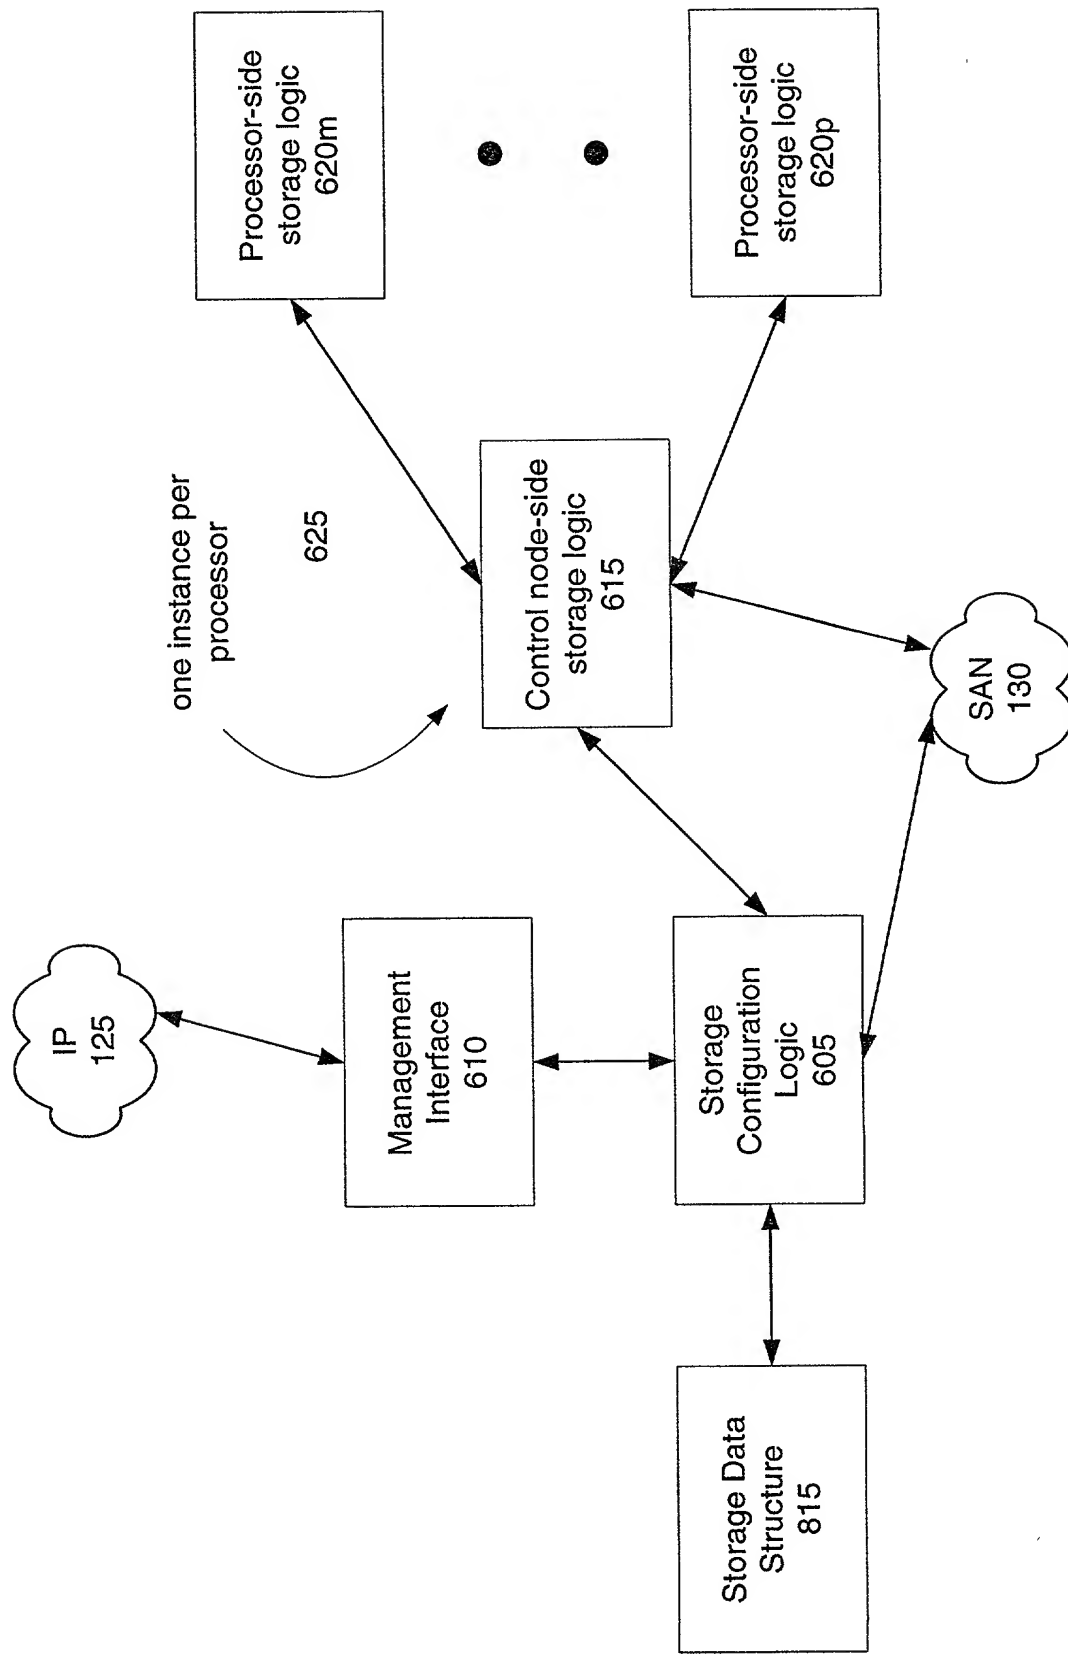 IP
125
Management
Interface
610
Storage Data
Structure
815
Storage
Configuration
Logic
605
one instance per
processor
625
Control node-side
storage logic
615
SAN
130
Processor-side
storage logic
620m
Processor-side
storage logic
620p